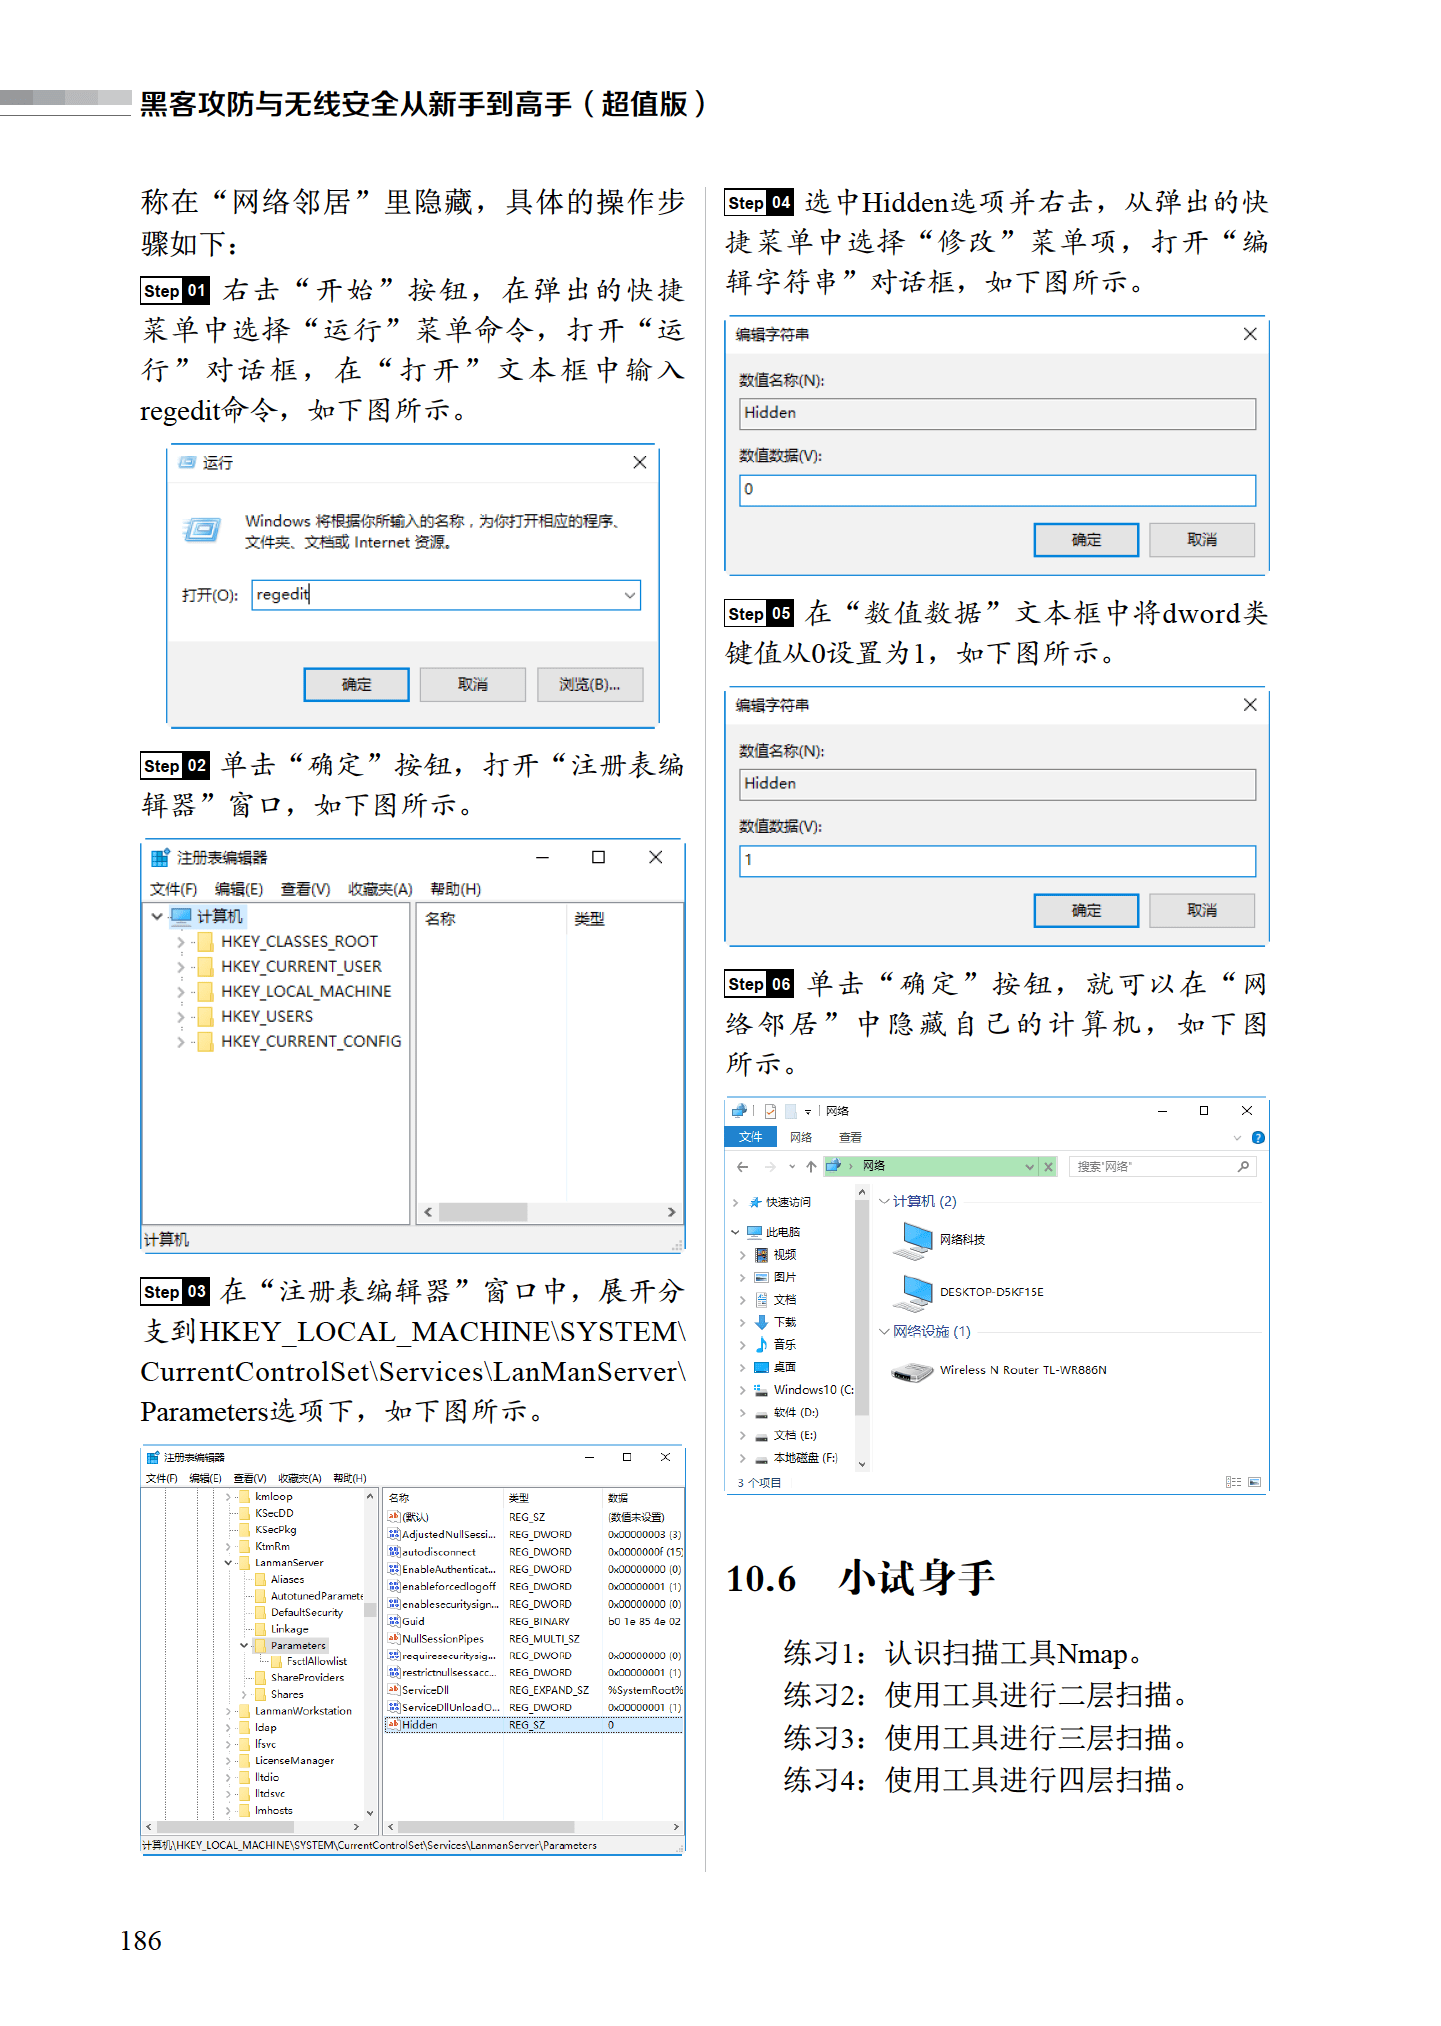 黑客攻防与无线安全从新手到高手（超值版）
称在“网络邻居”里隐藏，具体的操作步
骤如下：
Step 01 右击“开始”按钮，在弹出的快捷
菜单中选择“运行”菜单命令，打开“运
行”对话框，在“打开”文本框中输入
regedit命令，如下图所示。
运行
Windows 将根据你所输入的名称，为你打开相应的程序、
文件夹、文档或 Internet 资源。
打开(O): regedit
确定 取消 浏览(B)...
Step 02 单击“确定”按钮，打开“注册表编
辑器”窗口，如下图所示。
注册表编辑器
文件(F) 编辑(E) 查看(V) 收藏夹(A) 帮助(H)
计算机 名称 类型
HKEY_CLASSES_ROOT
HKEY_CURRENT_USER
HKEY_LOCAL_MACHINE
HKEY_USERS
HKEY_CURRENT_CONFIG
计算机
Step 03 在“注册表编辑器”窗口中，展开分
支到HKEY_LOCAL_MACHINE\SYSTEM\
CurrentControlSet\Services\LanManServer\
Parameters选项下，如下图所示。
注册表编辑器
文件(F) 编辑(E) 查看(V) 收藏夹(A) 帮助(H)
kmloop
KSecDD
KSecPkg
KtmRm
LanmanServer
Aliases
AutotunedParamete
DefaultSecurity
Linkage
Parameters
FsctlAllowlist
ShareProviders
Shares
LanmanWorkstation
ldap
lfsvc
LicenseManager
lltdio
lltdsvc
lmhosts
名称 类型 数据
(默认) REG_SZ (数值未设置)
AdjustedNullSessi... REG_DWORD 0x00000003 (3)
autodisconnect REG_DWORD 0x0000000f (15)
EnableAuthenticat... REG_DWORD 0x00000000 (0)
enableforcedlogoff REG_DWORD 0x00000001 (1)
enablesecuritysign... REG_DWORD 0x00000000 (0)
Guid REG_BINARY b0 1e 85 4e 02
NullSessionPipes REG_MULTI_SZ
requiresecuritysig... REG_DWORD 0x00000000 (0)
restrictnullsessacc... REG_DWORD 0x00000001 (1)
ServiceDll REG_EXPAND_SZ %SystemRoot%
ServiceDllUnloadO... REG_DWORD 0x00000001 (1)
Hidden REG_SZ 0
计算机\HKEY_LOCAL_MACHINE\SYSTEM\CurrentControlSet\Services\LanmanServer\Parameters
Step 04 选中Hidden选项并右击，从弹出的快
捷菜单中选择“修改”菜单项，打开“编
辑字符串”对话框，如下图所示。
编辑字符串
数值名称(N):
Hidden
数值数据(V):
0
确定 取消
Step 05 在“数值数据”文本框中将dword类
键值从0设置为1，如下图所示。
编辑字符串
数值名称(N):
Hidden
数值数据(V):
1
确定 取消
Step 06 单击“确定”按钮，就可以在“网
络邻居”中隐藏自己的计算机，如下图
所示。
网络
文件 网络 查看
网络 搜索"网络"
快速访问
此电脑
视频
图片
文档
下载
音乐
桌面
Windows10 (C:
软件 (D:)
文档 (E:)
本地磁盘 (F:)
计算机 (2)
网络科技
DESKTOP-D5KF15E
网络设施 (1)
Wireless N Router TL-WR886N
3 个项目
10.6 小试身手
练习1：认识扫描工具Nmap。
练习2：使用工具进行二层扫描。
练习3：使用工具进行三层扫描。
练习4：使用工具进行四层扫描。
186